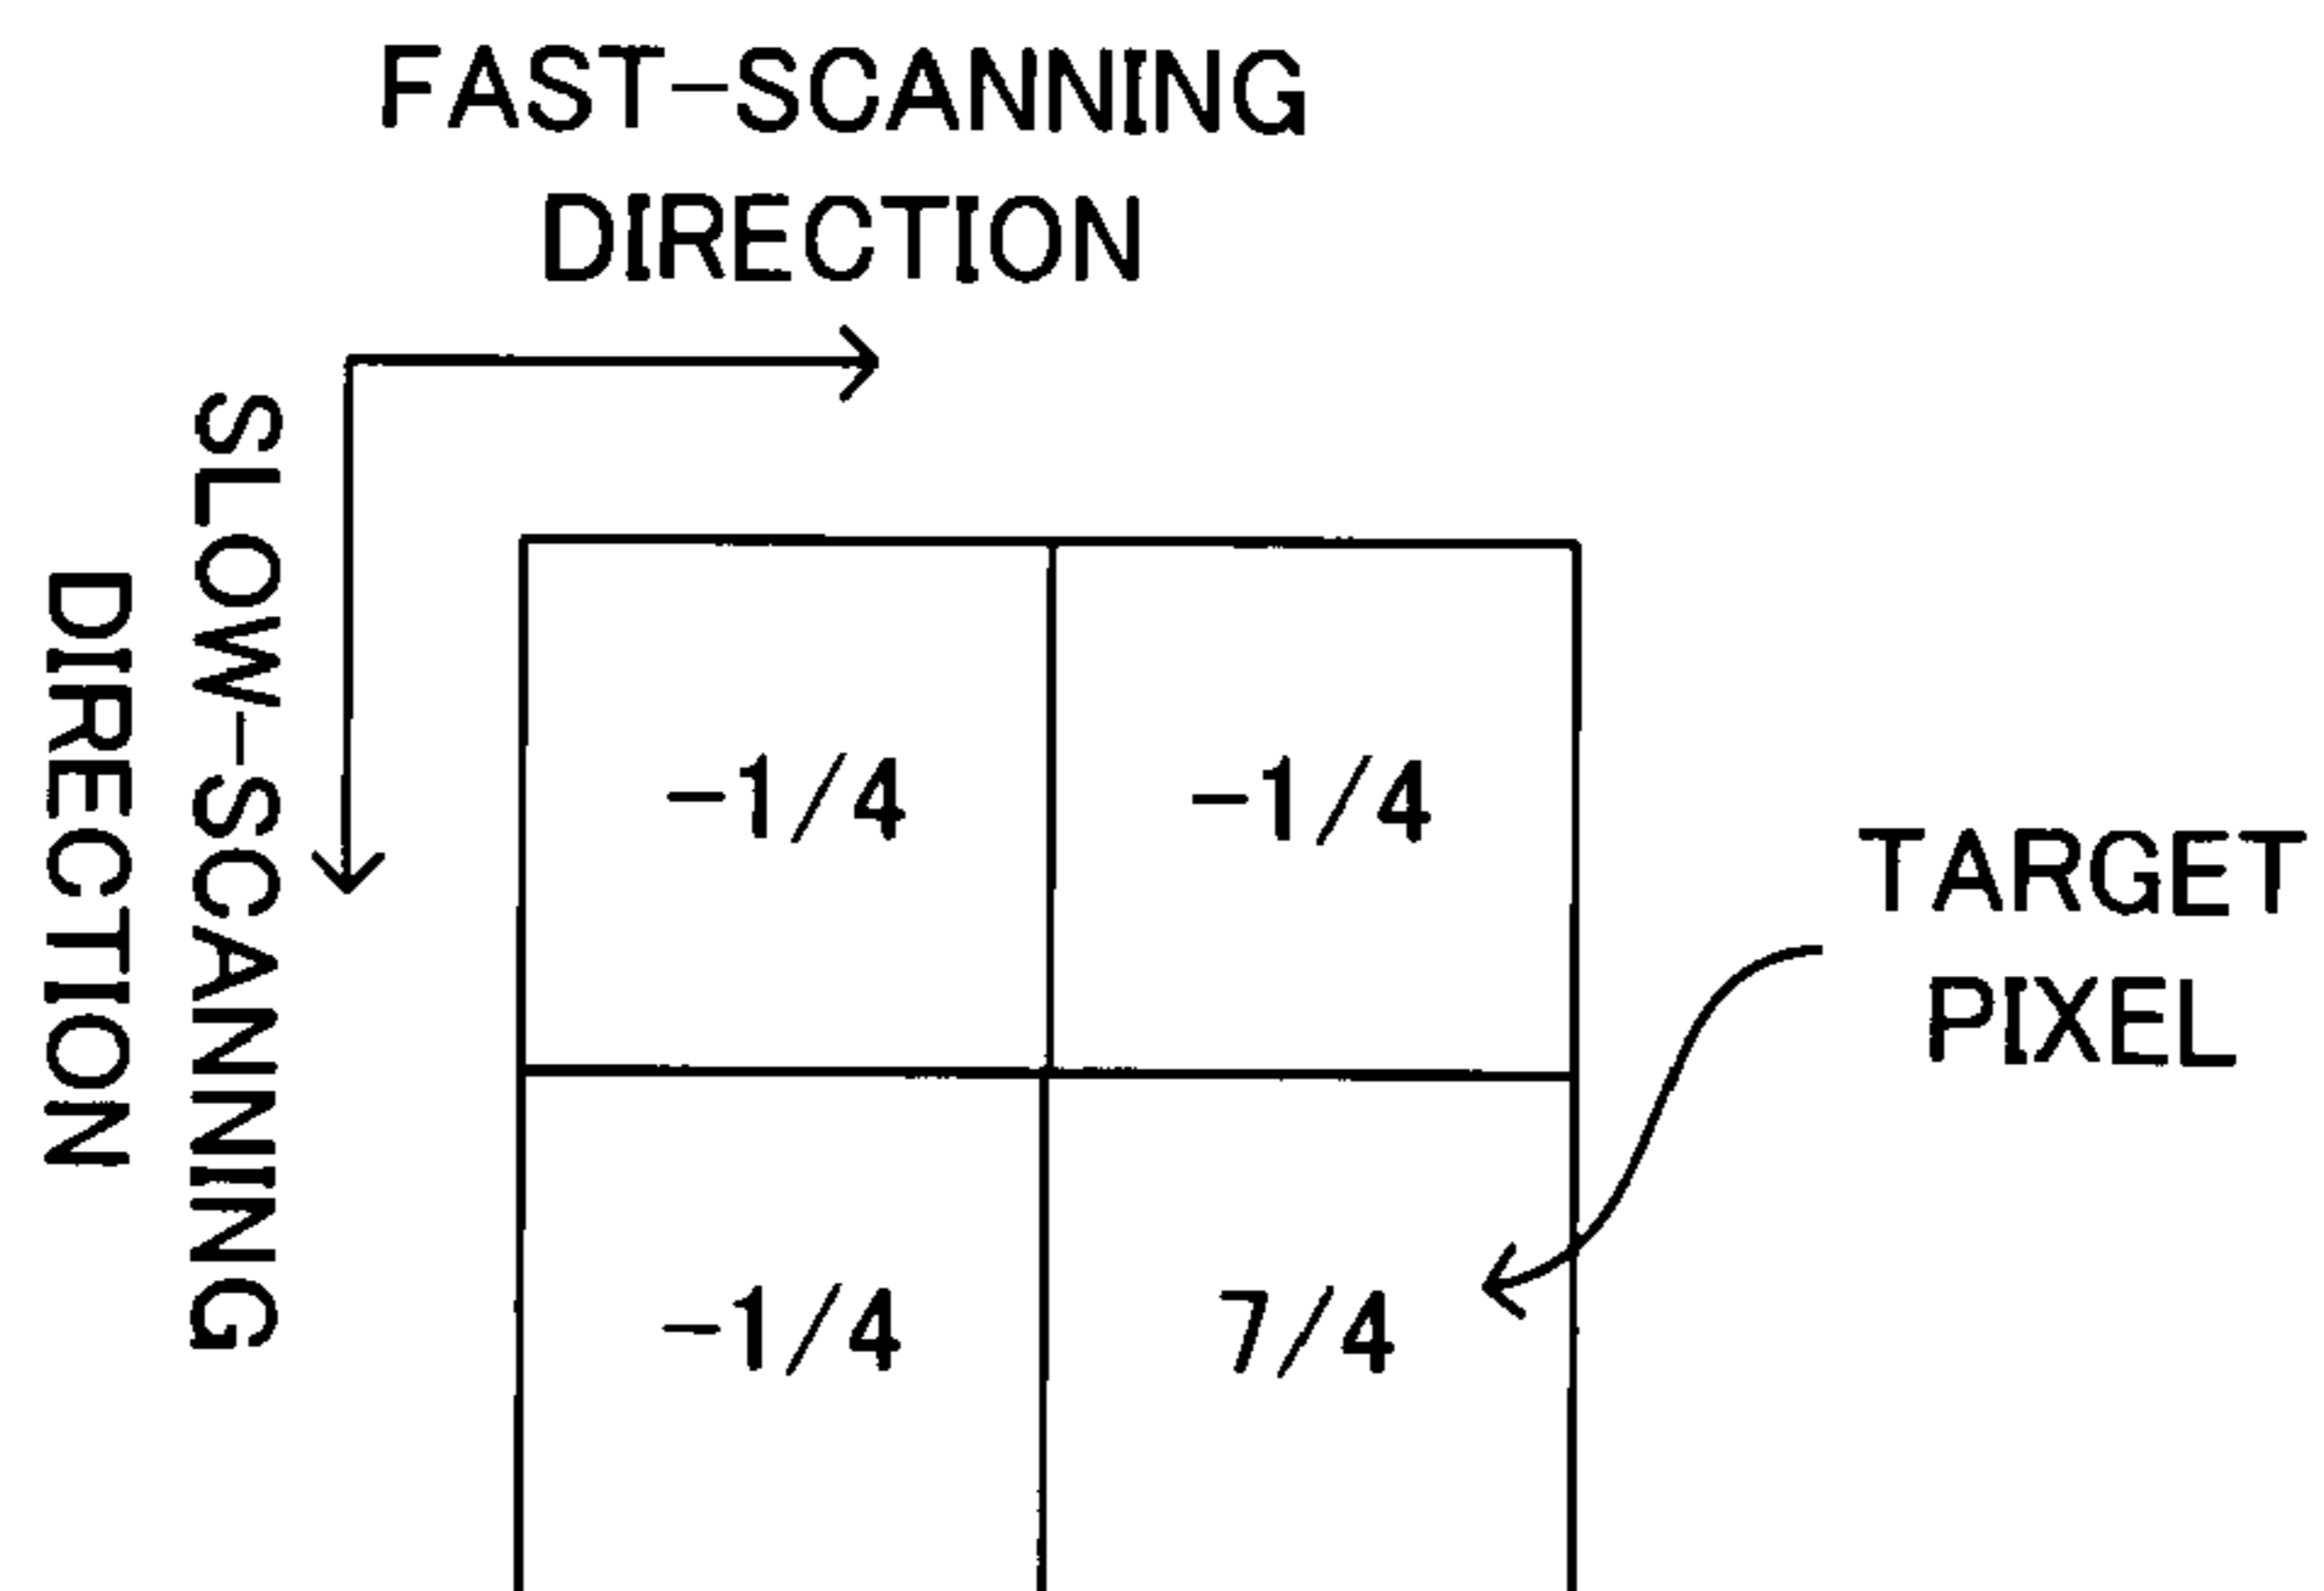 FAST-SCANNING
DIRECTION
SLOW-SCANNING
DIRECTION
-1/4 -1/4
TARGET
PIXEL
-1/4 7/4